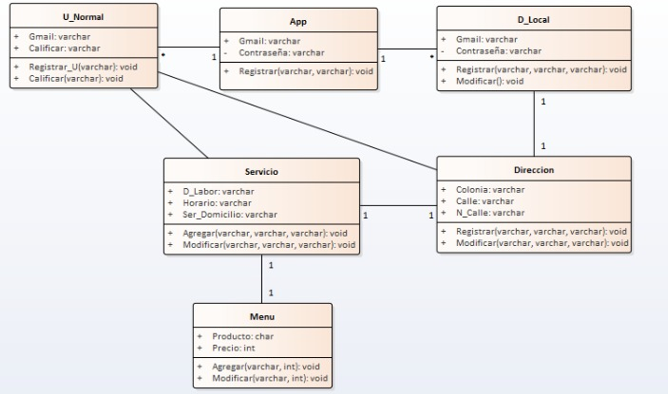 U_Normal
+ Gmail: varchar
+ Calificar: varchar
+ Registrar_U(varchar): void
+ Calificar(varchar): void
*
1
App
+ Gmail: varchar
- Contraseña: varchar
+ Registrar(varchar, varchar): void
1
*
D_Local
+ Gmail: varchar
- Contraseña: varchar
+ Registrar(varchar, varchar, varchar): void
+ Modificar(): void
1
1
Servicio
+ D_Labor: varchar
+ Horario: varchar
+ Ser_Domicilio: varchar
+ Agregar(varchar, varchar, varchar): void
+ Modificar(varchar, varchar, varchar): void
1
1
Direccion
+ Colonia: varchar
+ Calle: varchar
+ N_Calle: varchar
+ Registrar(varchar, varchar, varchar): void
+ Modificar(varchar, varchar, varchar): void
1
1
Menu
+ Producto: char
+ Precio: int
+ Agregar(varchar, int): void
+ Modificar(varchar, int): void